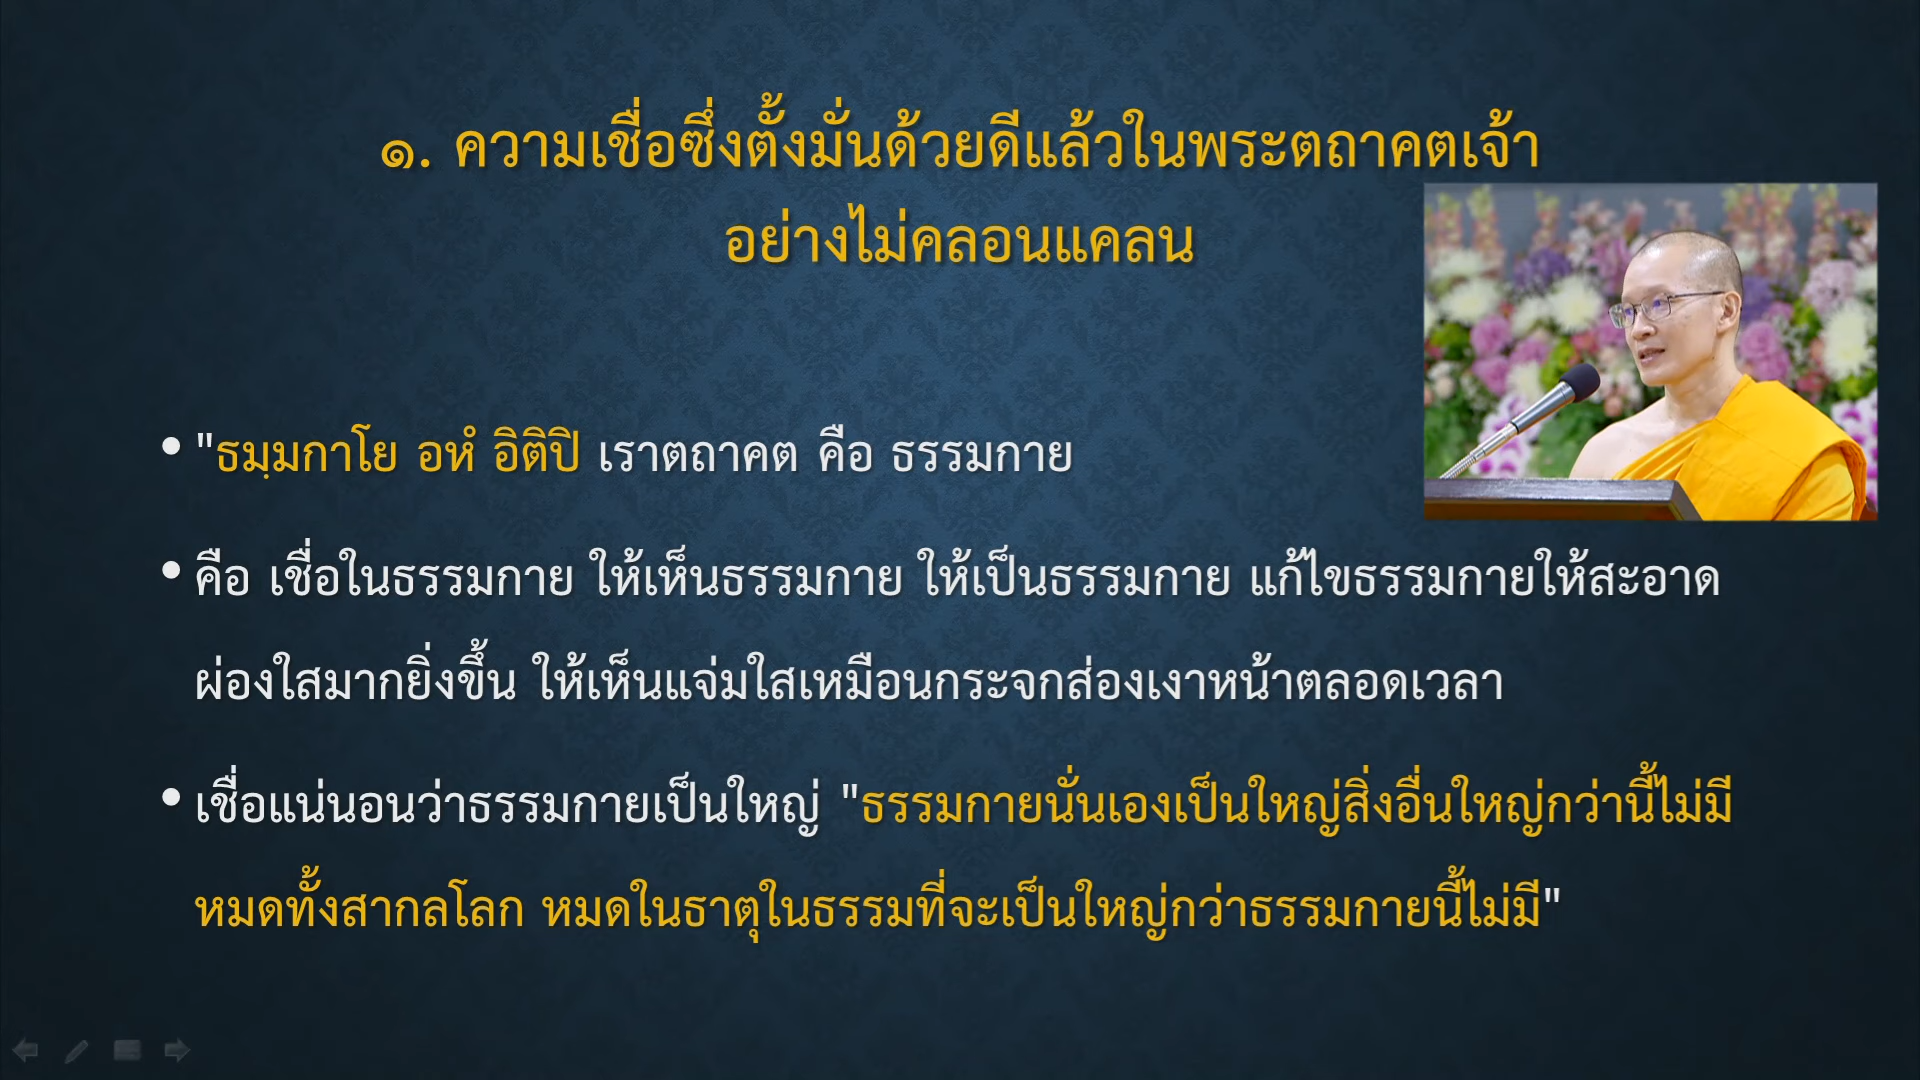 ๑. ความเชื่อซึ่งตั้งมั่นด้วยดีแล้วในพระตถาคตเจ้า
อย่างไม่คลอนแคลน
• "ธมฺมกาโย อหํ อิติปิ เราตถาคต คือ ธรรมกาย
• คือ เชื่อในธรรมกาย ให้เห็นธรรมกาย ให้เป็นธรรมกาย แก้ไขธรรมกายให้สะอาด
ผ่องใสมากยิ่งขึ้น ให้เห็นแจ่มใสเหมือนกระจกส่องเงาหน้าตลอดเวลา
• เชื่อแน่นอนว่าธรรมกายเป็นใหญ่ "ธรรมกายนั่นเองเป็นใหญ่สิ่งอื่นใหญ่กว่านี้ไม่มี
หมดทั้งสากลโลก หมดในธาตุในธรรมที่จะเป็นใหญ่กว่าธรรมกายนี้ไม่มี"